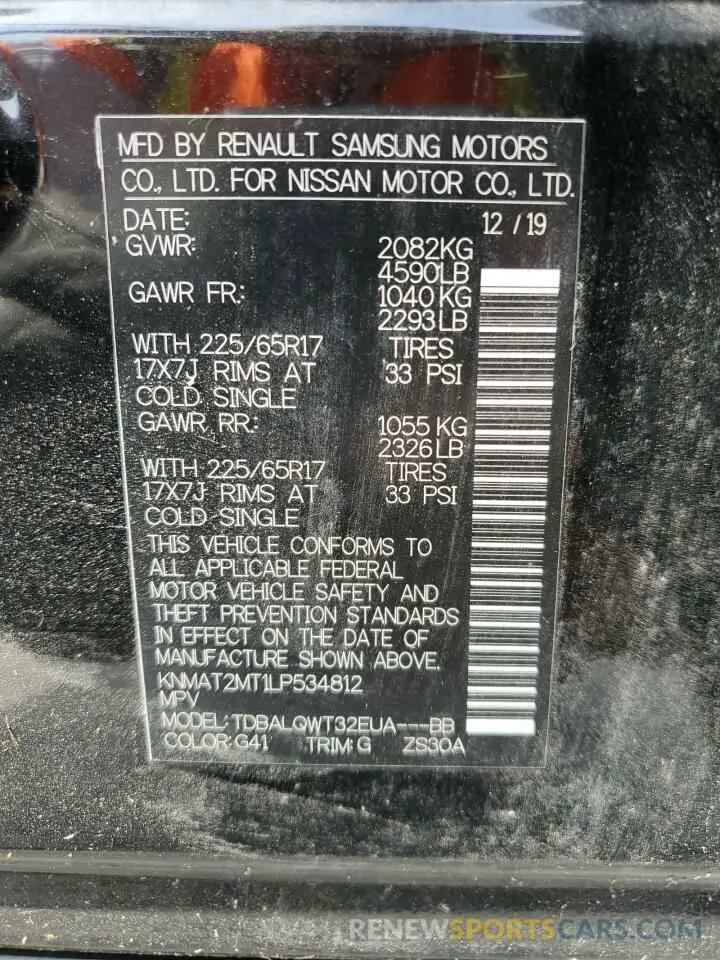 MFD BY RENAULT SAMSUNG MOTORS
CO., LTD. FOR NISSAN MOTOR CO., LTD.
DATE: 12 / 19
GVWR: 2082KG
4590LB
GAWR FR: 1040KG
2293LB
WITH 225/65R17 TIRES
17X7J RIMS AT 33 PSI
COLD SINGLE
GAWR RR: 1055KG
2326LB
WITH 225/65R17 TIRES
17X7J RIMS AT 33 PSI
COLD SINGLE
THIS VEHICLE CONFORMS TO
ALL APPLICABLE FEDERAL
MOTOR VEHICLE SAFETY AND
THEFT PREVENTION STANDARDS
IN EFFECT ON THE DATE OF
MANUFACTURE SHOWN ABOVE.
KNMAT2MT1LP534812
MPV
MODEL: TDBALQWT32EUA---BB
COLOR: G41 TRIM: G ZS30A
RENEWSPORTSCARS.COM